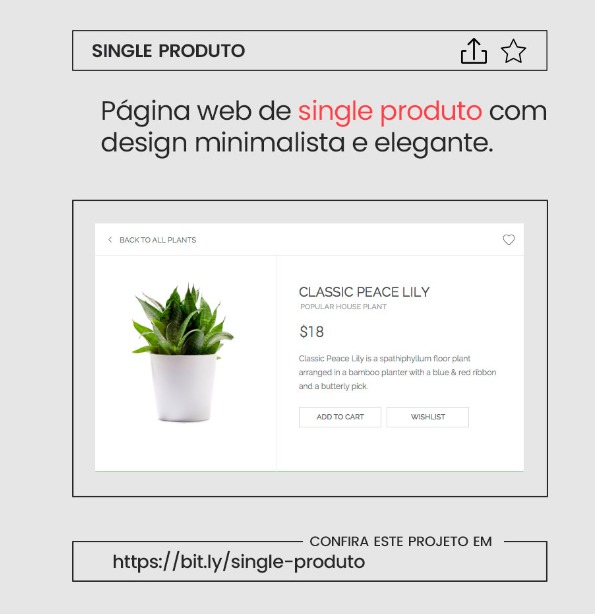 SINGLE PRODUTO
Página web de single produto com
design minimalista e elegante.
BACK TO ALL PLANTS
CLASSIC PEACE LILY
POPULAR HOUSE PLANT
$18
Classic Peace Lily is a spathiphyllum floor plant
arranged in a bamboo planter with a blue & red ribbon
and a butterly pick.
ADD TO CART
WISHLIST
CONFIRA ESTE PROJETO EM
https://bit.ly/single-produto